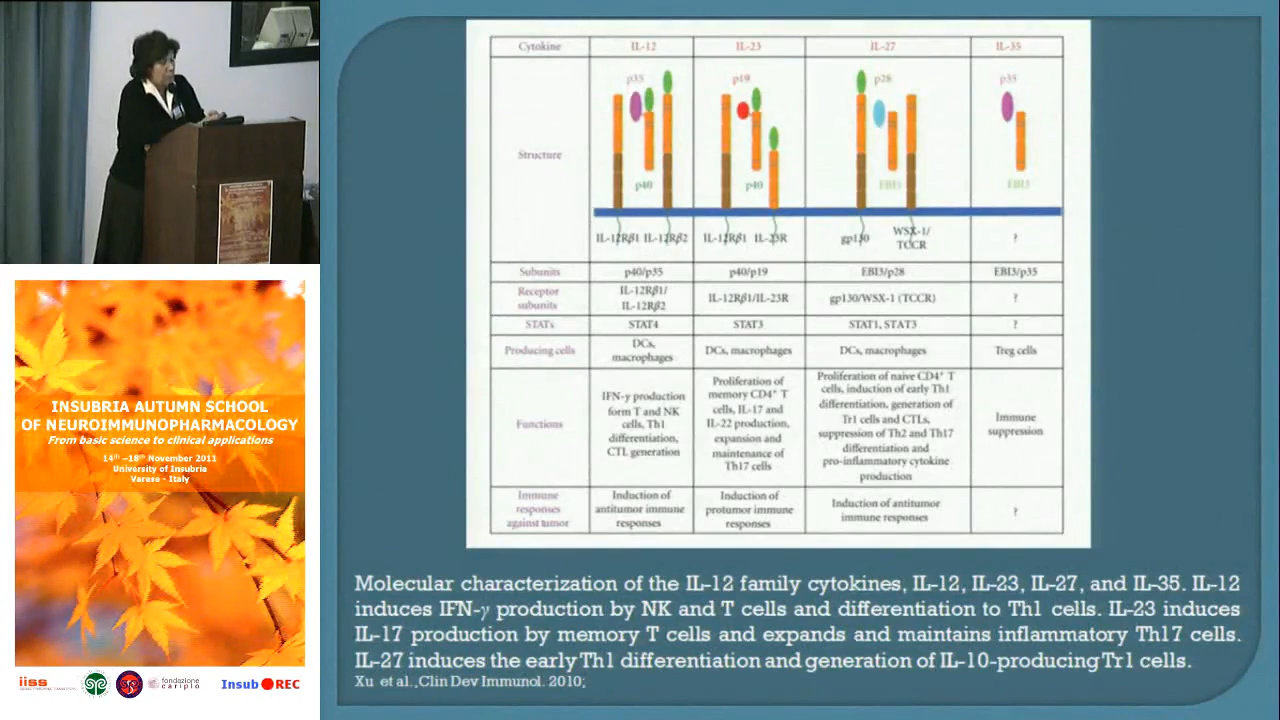 Cytokine IL-12 IL-23 IL-27 IL-35
p35 p19 p28 p35
Structure
p40 p40 EBI3 EBI3
IL-12Rβ1 IL-12Rβ2 IL-12Rβ1 IL-23R gp130 WSX-1/ TCCR ?
Subunits p40/p35 p40/p19 EBI3/p28 EBI3/p35
Receptor subunits IL-12Rβ1/ IL-12Rβ2 IL-12Rβ1/IL-23R gp130/WSX-1 (TCCR) ?
STATs STAT4 STAT3 STAT1, STAT3 ?
Producing cells DCs, macrophages DCs, macrophages DCs, macrophages Treg cells
Functions
IFN-γ production
form T and NK
cells, Th1
differentiation,
CTL generation
Proliferation of
memory CD4⁺ T
cells, IL-17 and
IL-22 production,
expansion and
maintenance of
Th17 cells
Proliferation of naive CD4⁺ T
cells, induction of early Th1
differentiation, generation of
Tr1 cells and CTLs,
suppression of Th2 and Th17
differentiation and
pro-inflammatory cytokine
production
Immune
suppression
Immune
responses
against tumor
Induction of
antitumor immune
responses
Induction of
protumor immune
responses
Induction of antitumor
immune responses
?
Molecular characterization of the IL-12 family cytokines, IL-12, IL-23, IL-27, and IL-35. IL-12
induces IFN-γ production by NK and T cells and differentiation to Th1 cells. IL-23 induces
IL-17 production by memory T cells and expands and maintains inflammatory Th17 cells.
IL-27 induces the early Th1 differentiation and generation of IL-10-producing Tr1 cells.
Xu et al.,Clin Dev Immunol. 2010;
INSUBRIA AUTUMN SCHOOL
OF NEUROIMMUNOPHARMACOLOGY
From basic science to clinical applications
14th -18th November 2011
University of Insubria
Varese - Italy
iiss
fondazione
cariplo
Insub REC